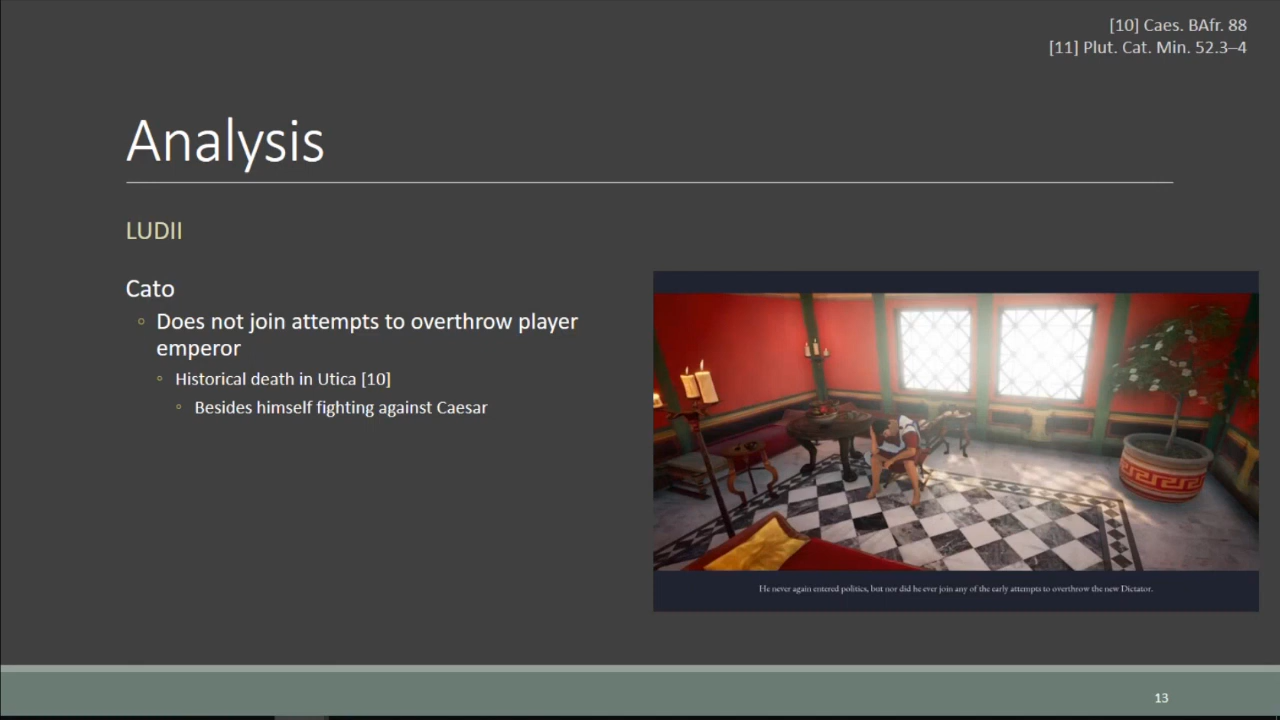 [10] Caes. BAfr. 88
[11] Plut. Cat. Min. 52.3–4
Analysis
LUDII
Cato
Does not join attempts to overthrow player
emperor
Historical death in Utica [10]
Besides himself fighting against Caesar
He never again entered politics, but nor did he ever join any of the early attempts to overthrow the new Dictator.
13